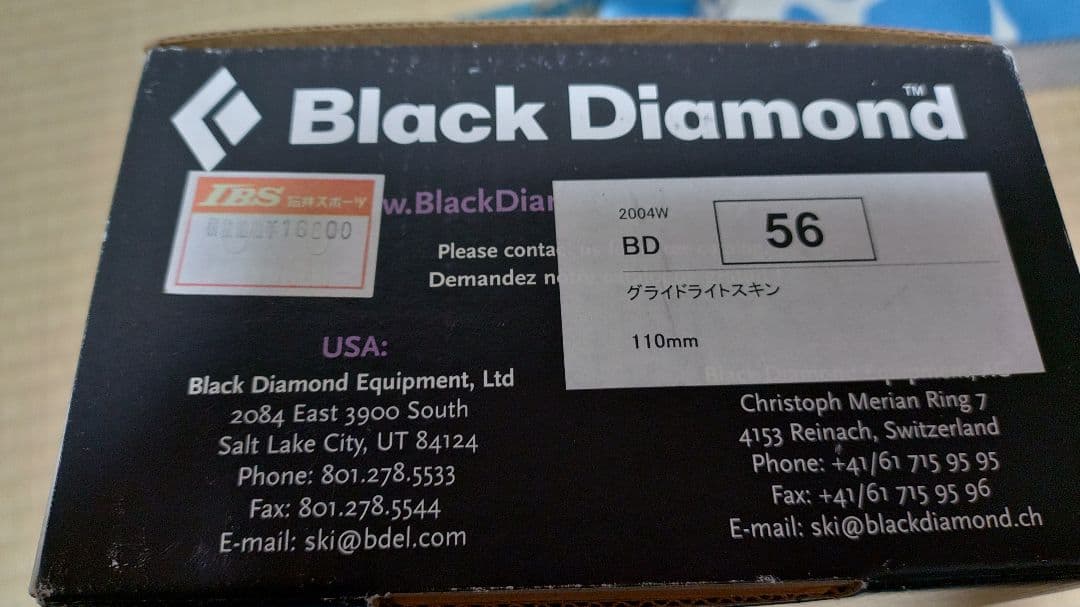 Black Diamond™
IBS 石井スポーツ
w.BlackDiam
Please conta
Demandez no
2004W
BD
56
グライドライトスキン
110mm
USA:
Black Diamond Equipment, Ltd
2084 East 3900 South
Salt Lake City, UT 84124
Phone: 801.278.5533
Fax: 801.278.5544
E-mail: ski@bdel.com
Christoph Merian Ring 7
4153 Reinach, Switzerland
Phone: +41/61 715 95 95
Fax: +41/61 715 95 96
E-mail: ski@blackdiamond.ch